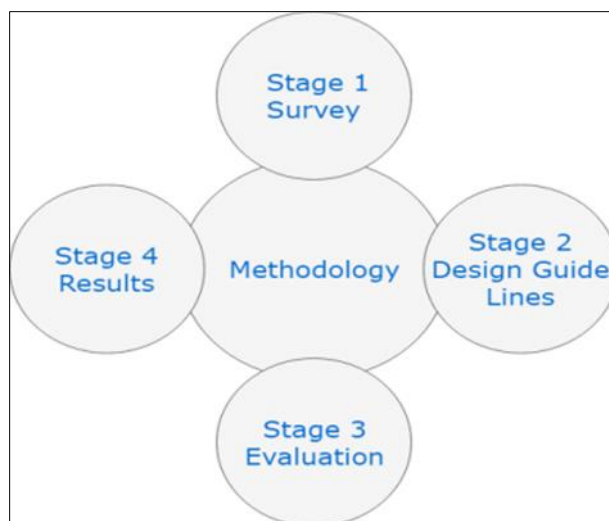 Stage 1
Survey
Stage 4
Results
Methodology
Stage 2
Design Guide
Lines
Stage 3
Evaluation